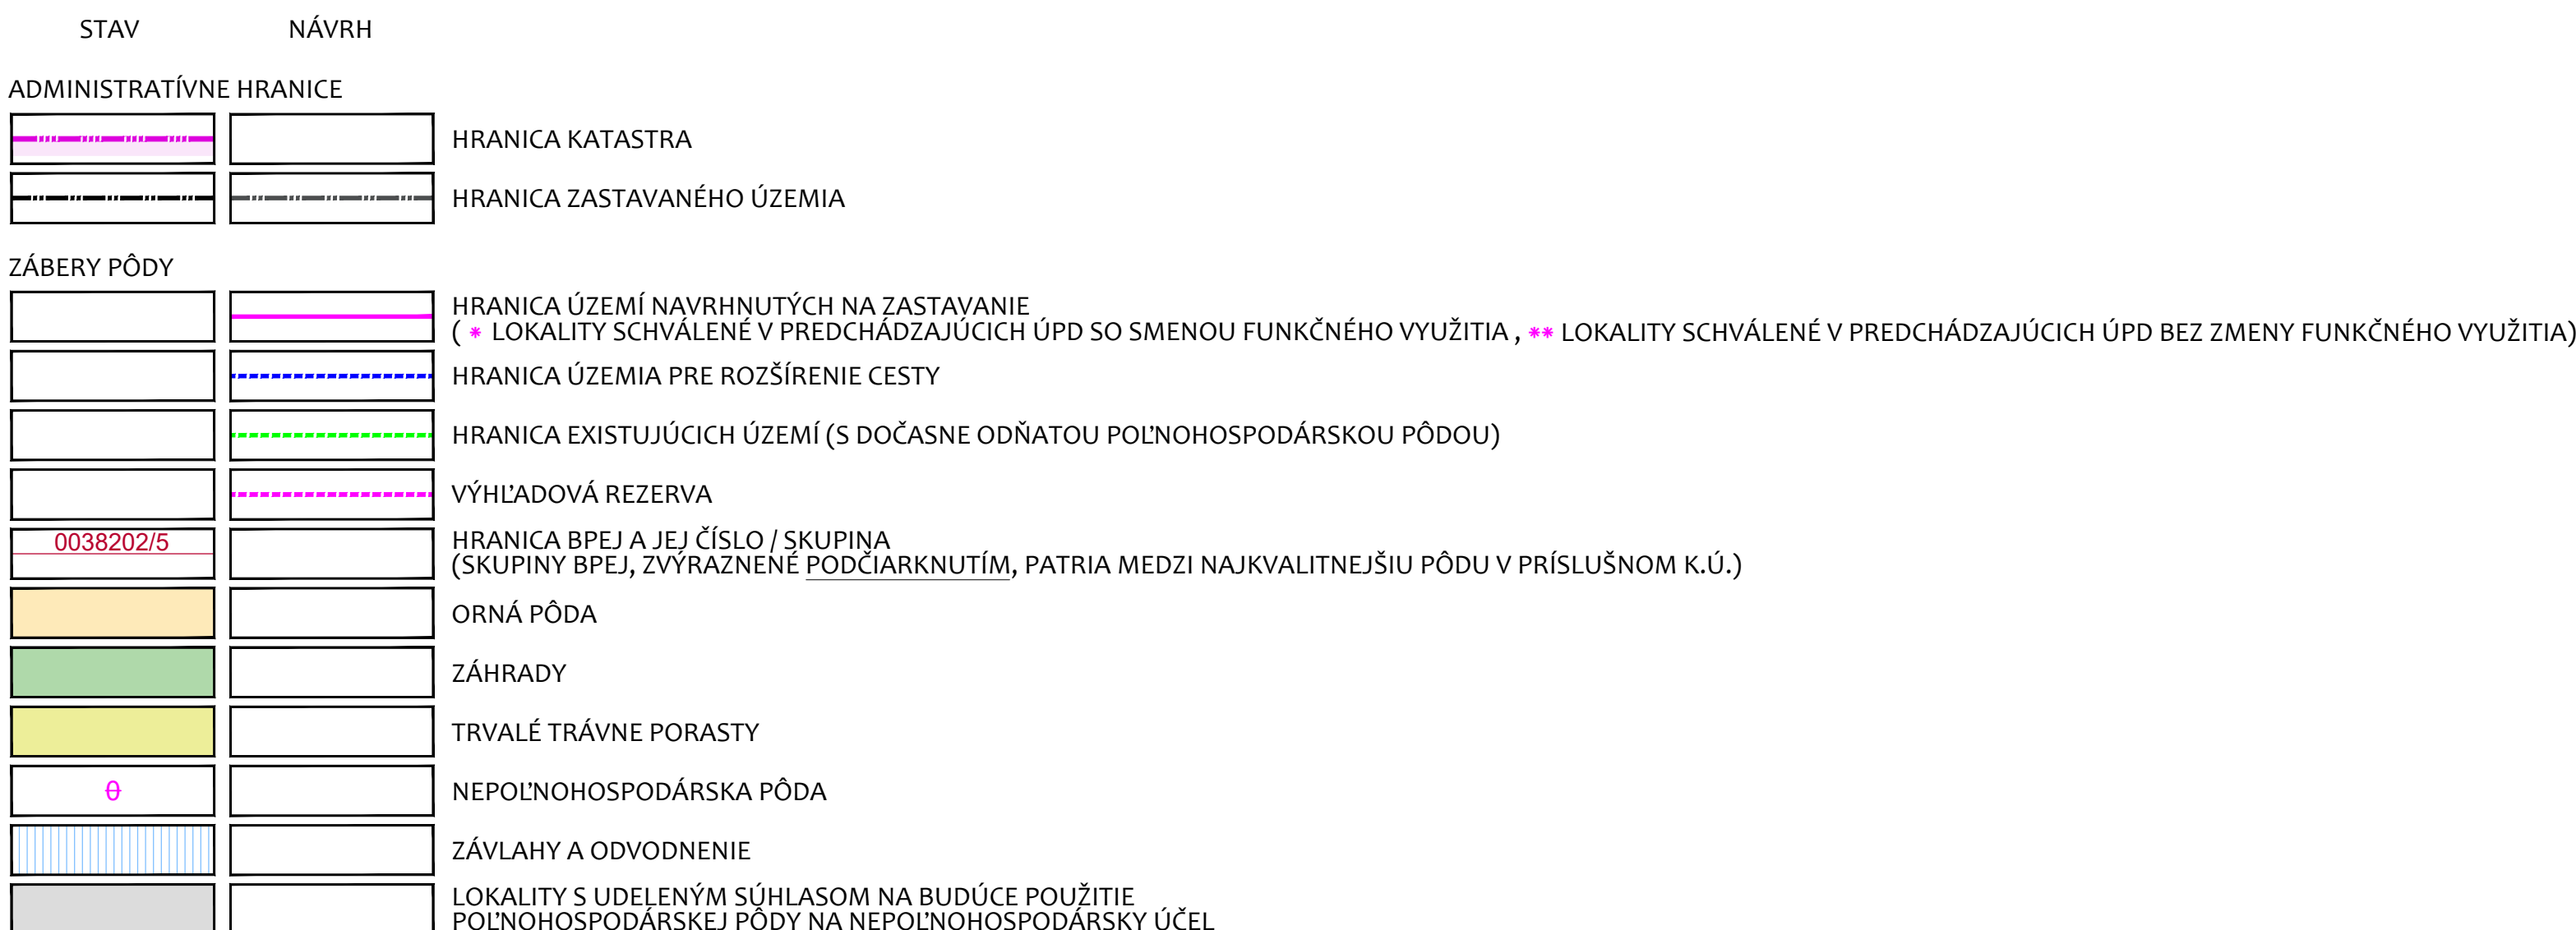 STAV NÁVRH
ADMINISTRATÍVNE HRANICE
HRANICA KATASTRA
HRANICA ZASTAVANÉHO ÚZEMIA
ZÁBERY PÔDY
HRANICA ÚZEMÍ NAVRHNUTÝCH NA ZASTAVANIE
( * LOKALITY SCHVÁLENÉ V PREDCHÁDZAJÚCICH ÚPD SO SMENOU FUNKČNÉHO VYUŽITIA , ** LOKALITY SCHVÁLENÉ V PREDCHÁDZAJÚCICH ÚPD BEZ ZMENY FUNKČNÉHO VYUŽITIA)
HRANICA ÚZEMIA PRE ROZŠÍRENIE CESTY
HRANICA EXISTUJÚCICH ÚZEMÍ (S DOČASNE ODŇATOU POĽNOHOSPODÁRSKOU PÔDOU)
VÝHĽADOVÁ REZERVA
0038202/5 HRANICA BPEJ A JEJ ČÍSLO / SKUPINA
(SKUPINY BPEJ, ZVÝRAZNENÉ PODČIARKNUTÍM, PATRIA MEDZI NAJKVALITNEJŠIU PÔDU V PRÍSLUŠNOM K.Ú.)
ORNÁ PÔDA
ZÁHRADY
TRVALÉ TRÁVNE PORASTY
0 NEPOĽNOHOSPODÁRSKA PÔDA
ZÁVLAHY A ODVODNENIE
LOKALITY S UDELENÝM SÚHLASOM NA BUDÚCE POUŽITIE
POĽNOHOSPODÁRSKEJ PÔDY NA NEPOĽNOHOSPODÁRSKY ÚČEL